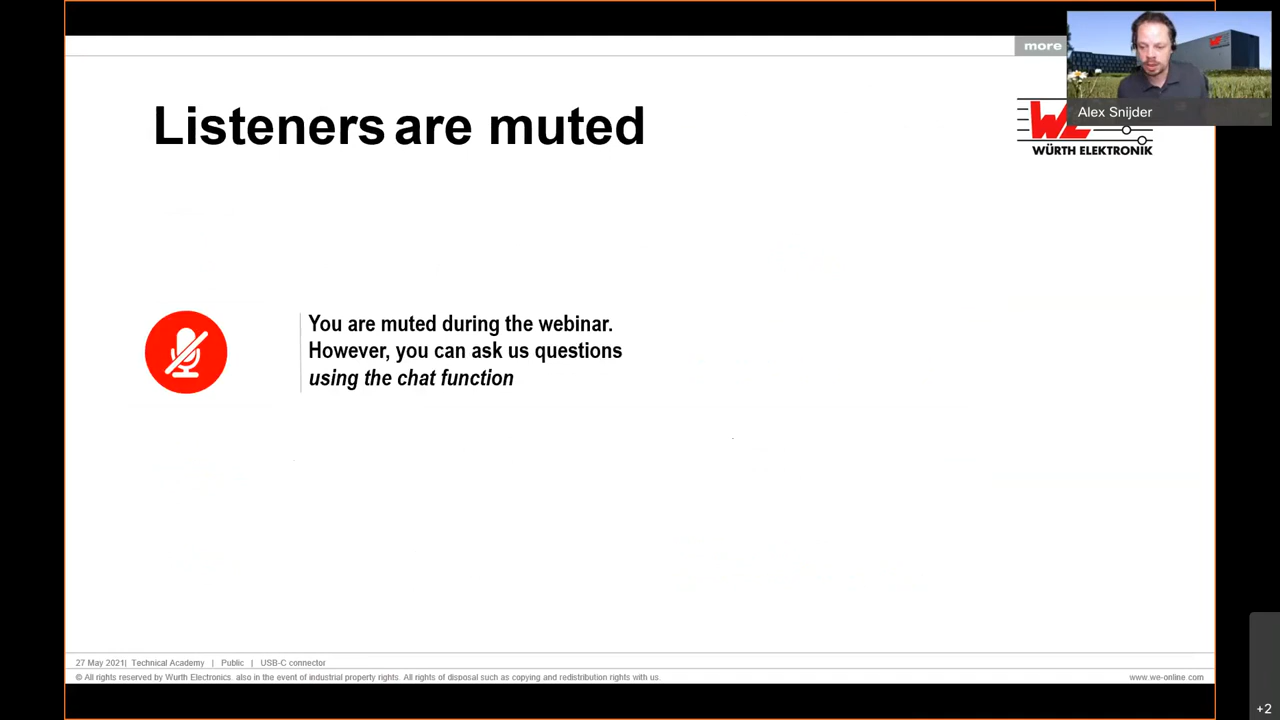 more
Alex Snijder
Listeners are muted
WE
WÜRTH ELEKTRONIK
You are muted during the webinar.
However, you can ask us questions
using the chat function
27 May 2021| Technical Academy | Public | USB-C connector
© All rights reserved by Wurth Electronics, also in the event of industrial property rights. All rights of disposal such as copying and redistribution rights with us.
www.we-online.com
+2